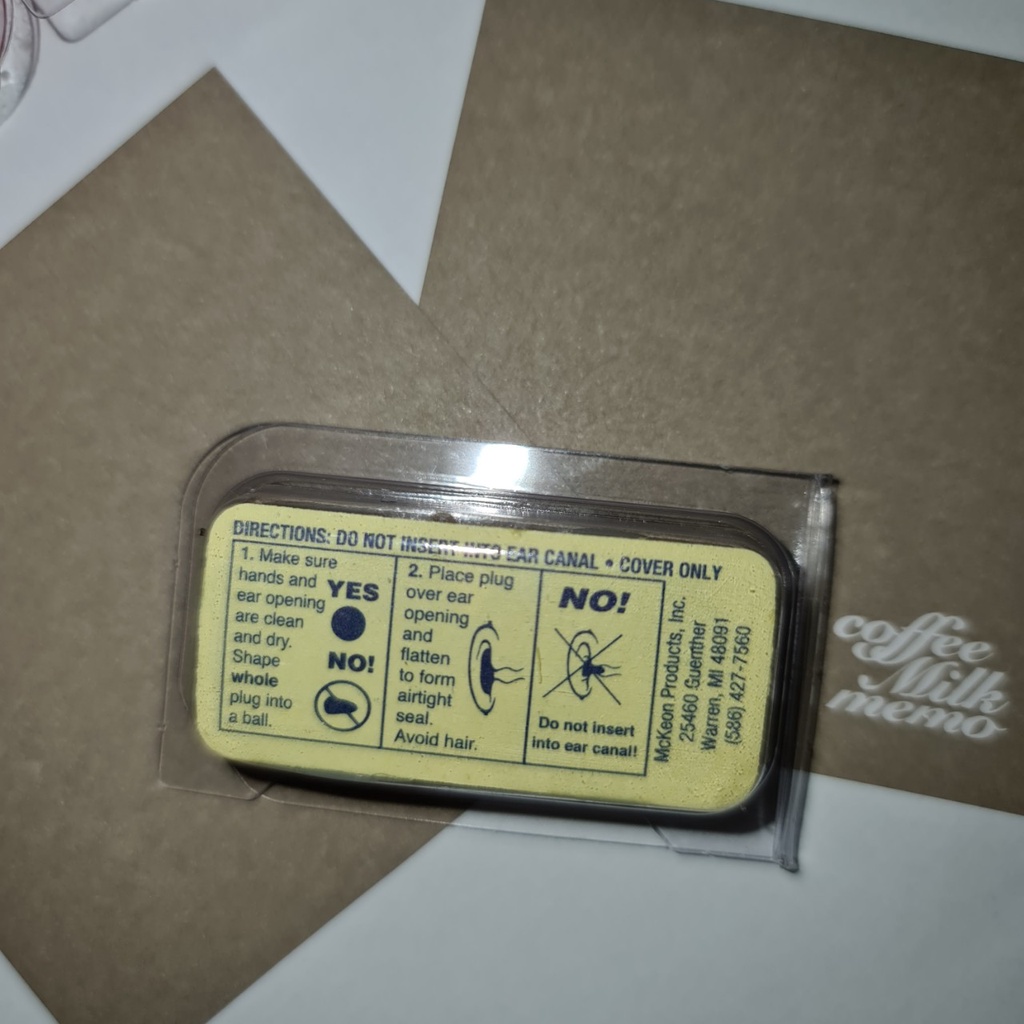 DIRECTIONS: DO NOT INSERT INTO EAR CANAL • COVER ONLY
1. Make sure
hands and
ear opening
are clean
and dry.
Shape
whole
plug into
a ball.
YES
NO!
2. Place plug
over ear
opening
and
flatten
to form
airtight
seal.
Avoid hair.
NO!
Do not insert
into ear canal!
McKeon Products, Inc.
25460 Guenther
Warren, MI 48091
(586) 427-7560
coffee
Milk
memo